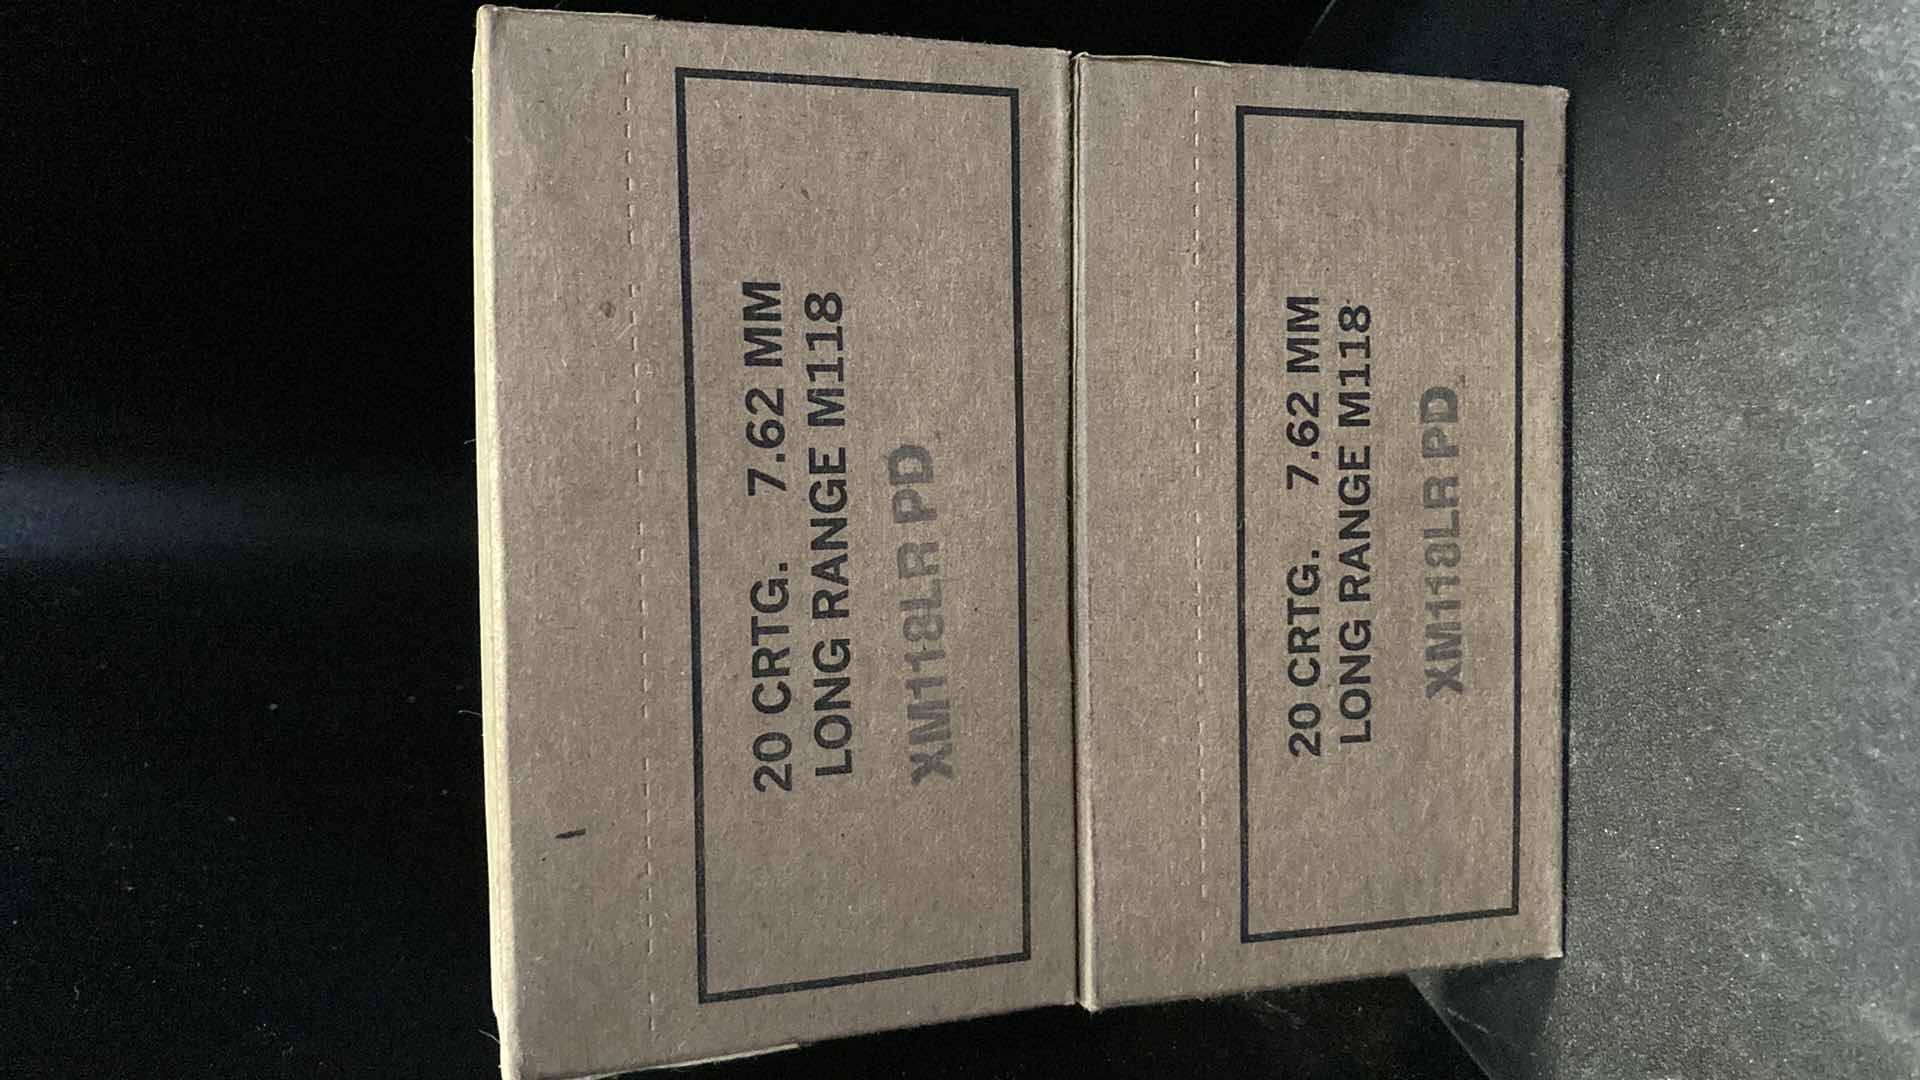 20 CRTG. 7.62 MM
LONG RANGE M118
XM118LR PD
20 CRTG. 7.62 MM
LONG RANGE M118
XM118LR PD